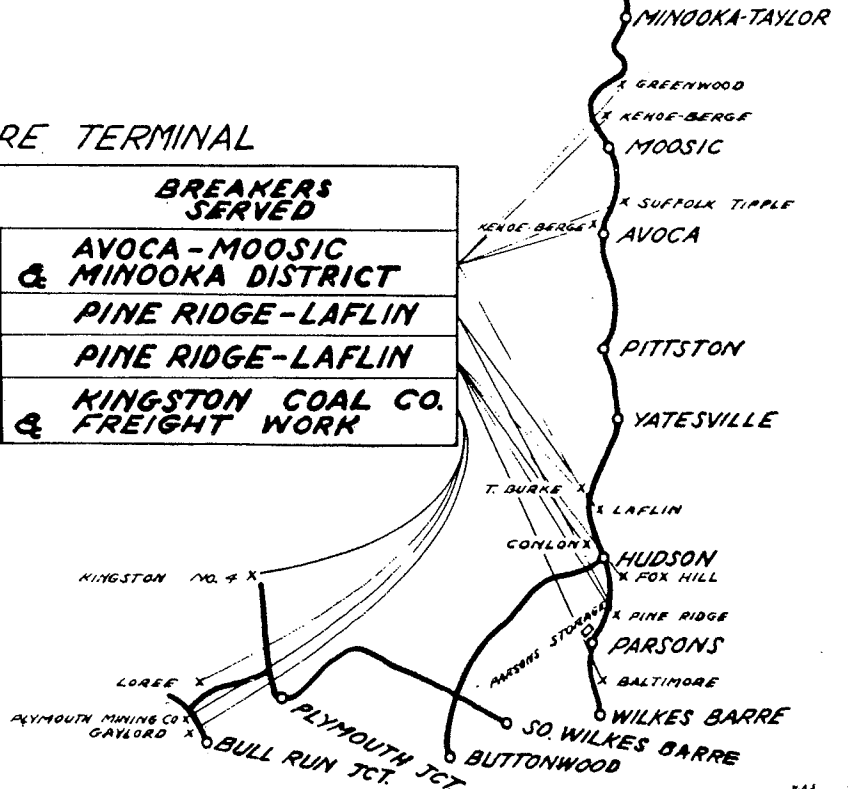 MINOOKA-TAYLOR
GREENWOOD
KEHOE-BERGE
MOOSIC
RE TERMINAL
BREAKERS
SERVED
AVOCA-MOOSIC
& MINOOKA DISTRICT
PINE RIDGE-LAFLIN
PINE RIDGE-LAFLIN
KINGSTON COAL CO.
& FREIGHT WORK
SUFFOLK TIPPLE
KEHOE-BERGE
AVOCA
PITTSTON
YATESVILLE
T. BURKE
LAFLIN
CONLON
HUDSON
FOX HILL
KINGSTON NO. 4
PINE RIDGE
PARSONS STORAGE
PARSONS
BALTIMORE
LOREE
PLYMOUTH MINING CO
GAYLORD
BULL RUN JCT.
PLYMOUTH JCT.
SO. WILKES BARRE
WILKES BARRE
BUTTONWOOD